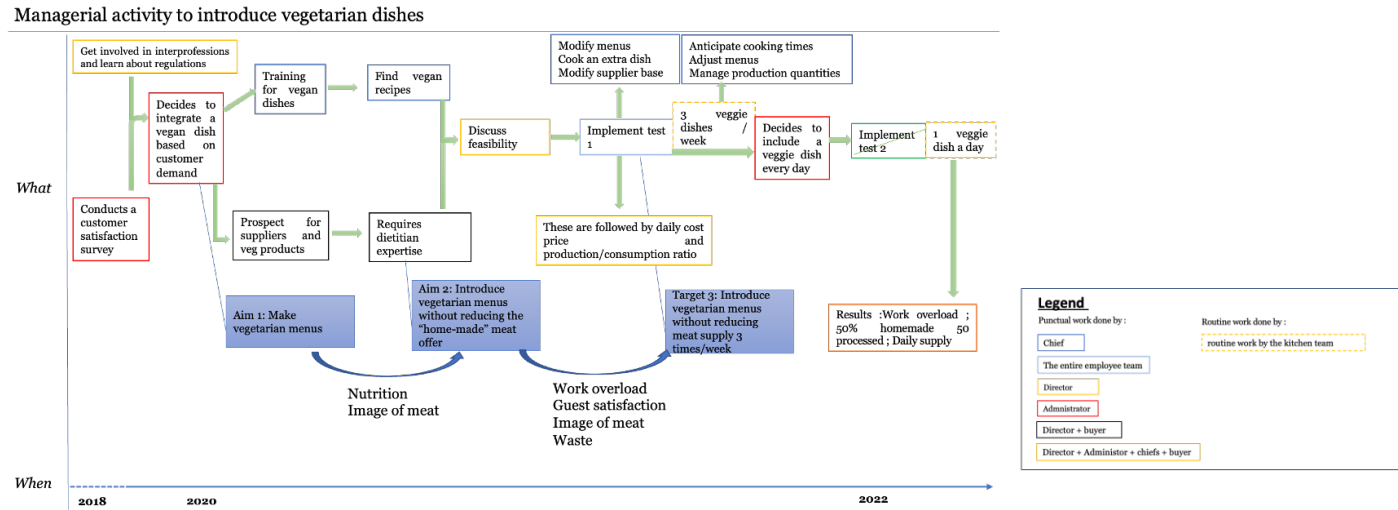 Managerial activity to introduce vegetarian dishes
What
Get involved in interprofessions
and learn about regulations
Decides to
integrate a
vegan dish
based on
customer
demand
Conducts a
customer
satisfaction
survey
Training
for vegan
dishes
Find vegan
recipes
Prospect for
suppliers and
veg products
Requires
dietitian
expertise
Discuss
feasibility
Modify menus
Cook an extra dish
Modify supplier base
Implement test
1
3 veggie
dishes /
week
Anticipate cooking times
Adjust menus
Manage production quantities
These are followed by daily cost
price and
production/consumption ratio
Decides to
include a
veggie dish
every day
Implement
test 2
1 veggie
dish a day
Aim 1: Make
vegetarian menus
Aim 2: Introduce
vegetarian menus
without reducing the
“home-made” meat
offer
Target 3: Introduce
vegetarian menus
without reducing
meat supply 3
times/week
Results :Work overload ;
50% homemade 50
processed ; Daily supply
Nutrition
Image of meat
Work overload
Guest satisfaction
Image of meat
Waste
When
2018
2020
2022
Legend
Punctual work done by :
Chief
The entire employee team
Director
Admnistrator
Director + buyer
Director + Administor + chiefs + buyer
Routine work done by :
routine work by the kitchen team